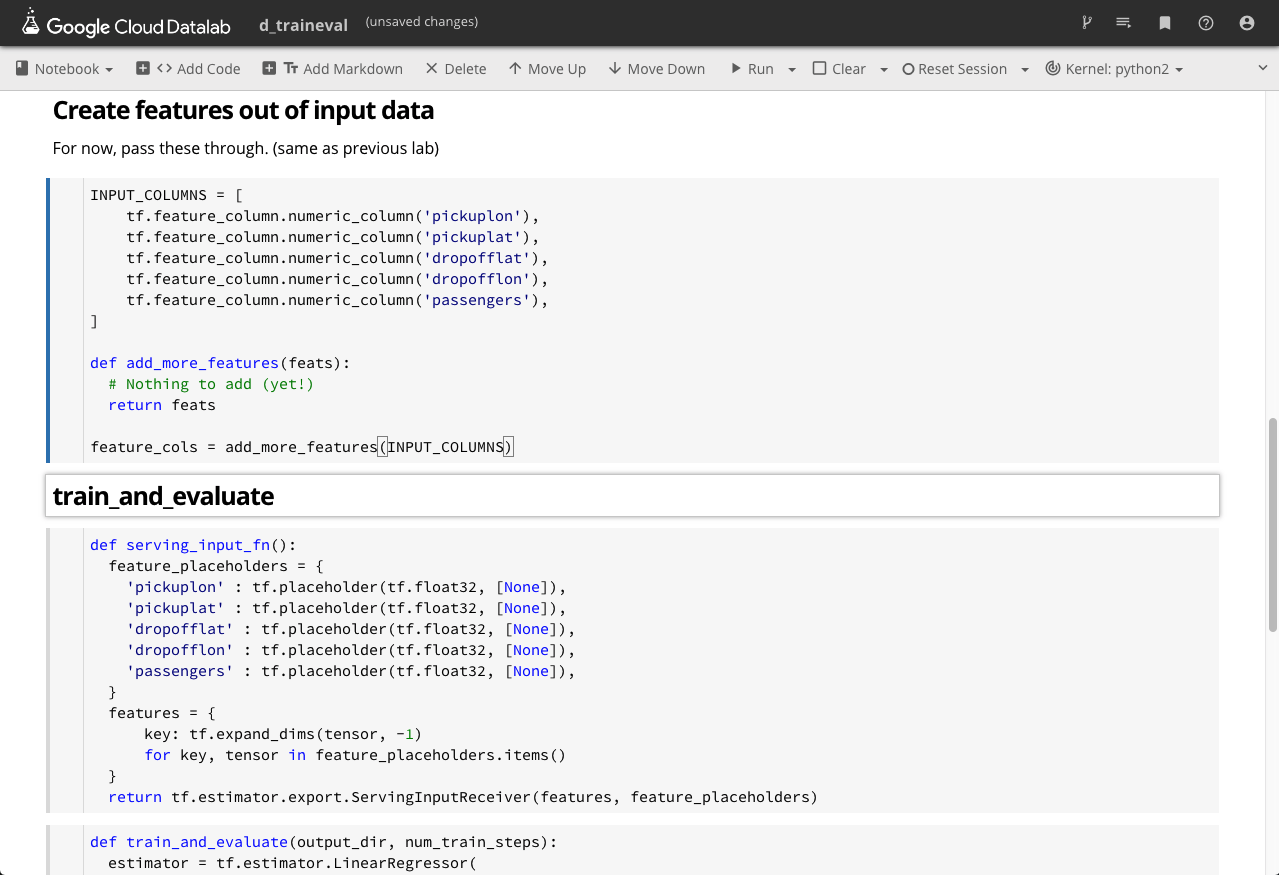 Google Cloud Datalab d_traineval (unsaved changes)
Notebook Add Code Add Markdown Delete Move Up Move Down Run Clear Reset Session Kernel: python2
Create features out of input data
For now, pass these through. (same as previous lab)
INPUT_COLUMNS = [
    tf.feature_column.numeric_column('pickuplon'),
    tf.feature_column.numeric_column('pickuplat'),
    tf.feature_column.numeric_column('dropofflat'),
    tf.feature_column.numeric_column('dropofflon'),
    tf.feature_column.numeric_column('passengers'),
]
def add_more_features(feats):
  # Nothing to add (yet!)
  return feats
feature_cols = add_more_features(INPUT_COLUMNS)
train_and_evaluate
def serving_input_fn():
  feature_placeholders = {
    'pickuplon' : tf.placeholder(tf.float32, [None]),
    'pickuplat' : tf.placeholder(tf.float32, [None]),
    'dropofflat' : tf.placeholder(tf.float32, [None]),
    'dropofflon' : tf.placeholder(tf.float32, [None]),
    'passengers' : tf.placeholder(tf.float32, [None]),
  }
  features = {
      key: tf.expand_dims(tensor, -1)
      for key, tensor in feature_placeholders.items()
  }
  return tf.estimator.export.ServingInputReceiver(features, feature_placeholders)
def train_and_evaluate(output_dir, num_train_steps):
  estimator = tf.estimator.LinearRegressor(